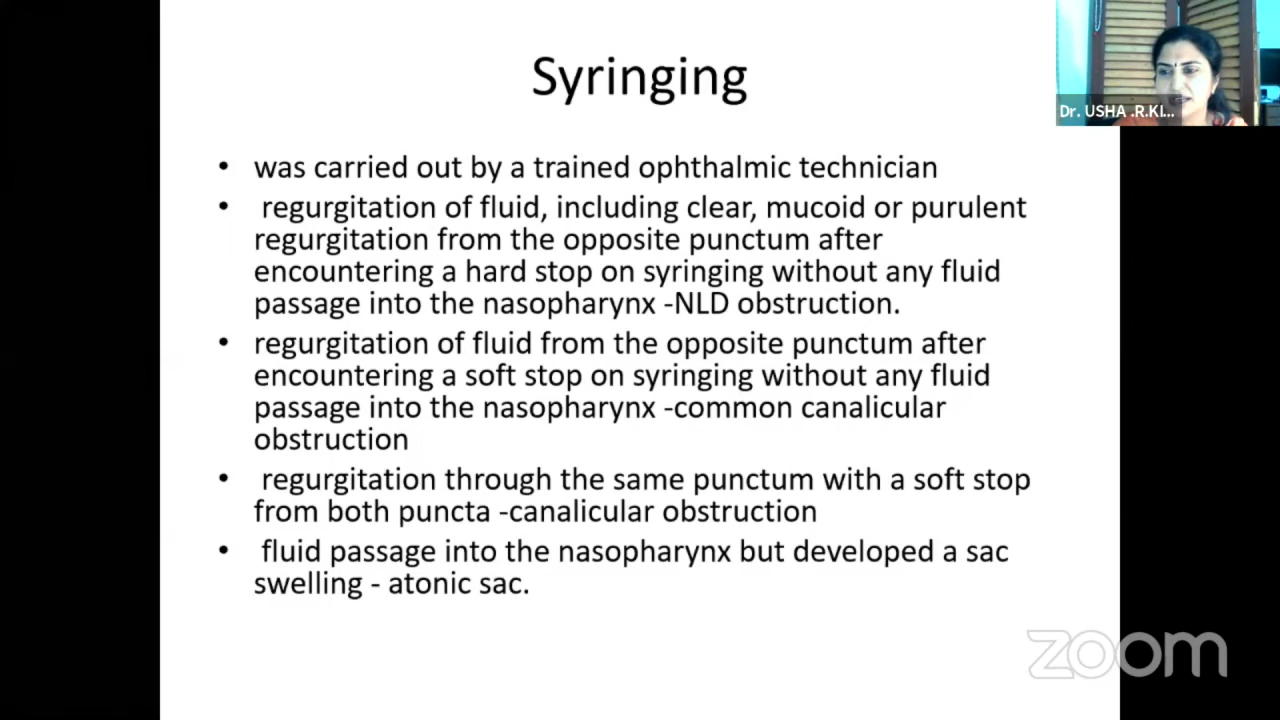 Syringing
Dr. USHA .R.KI...
• was carried out by a trained ophthalmic technician
• regurgitation of fluid, including clear, mucoid or purulent
regurgitation from the opposite punctum after
encountering a hard stop on syringing without any fluid
passage into the nasopharynx -NLD obstruction.
• regurgitation of fluid from the opposite punctum after
encountering a soft stop on syringing without any fluid
passage into the nasopharynx -common canalicular
obstruction
• regurgitation through the same punctum with a soft stop
from both puncta -canalicular obstruction
• fluid passage into the nasopharynx but developed a sac
swelling - atonic sac.
zoom